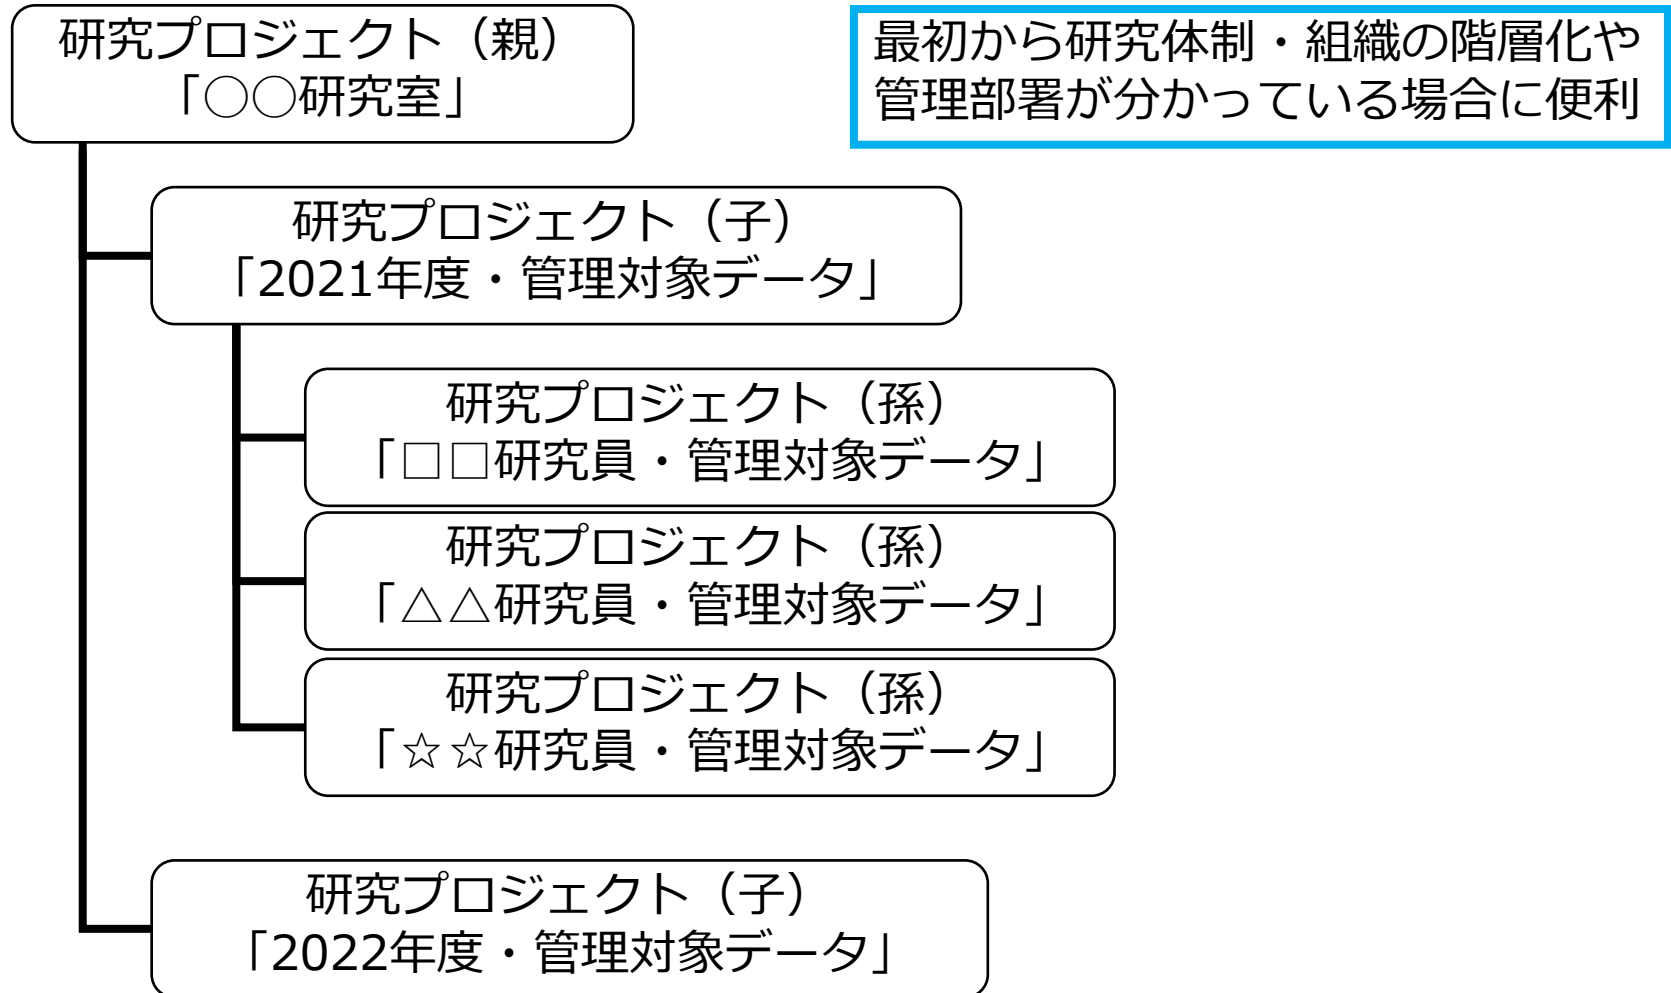 研究プロジェクト（親）
「○○研究室」
最初から研究体制・組織の階層化や
管理部署が分かっている場合に便利
研究プロジェクト（子）
「2021年度・管理対象データ」
研究プロジェクト（孫）
「□□研究員・管理対象データ」
研究プロジェクト（孫）
「△△研究員・管理対象データ」
研究プロジェクト（孫）
「☆☆研究員・管理対象データ」
研究プロジェクト（子）
「2022年度・管理対象データ」